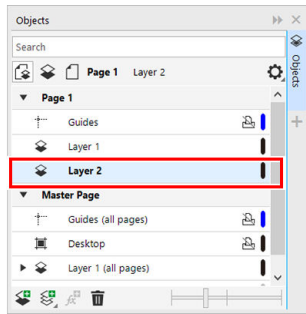 Objects
Search
Page 1 Layer 2
Objects
Page 1
Guides
Layer 1
Layer 2
Master Page
Guides (all pages)
Desktop
Layer 1 (all pages)